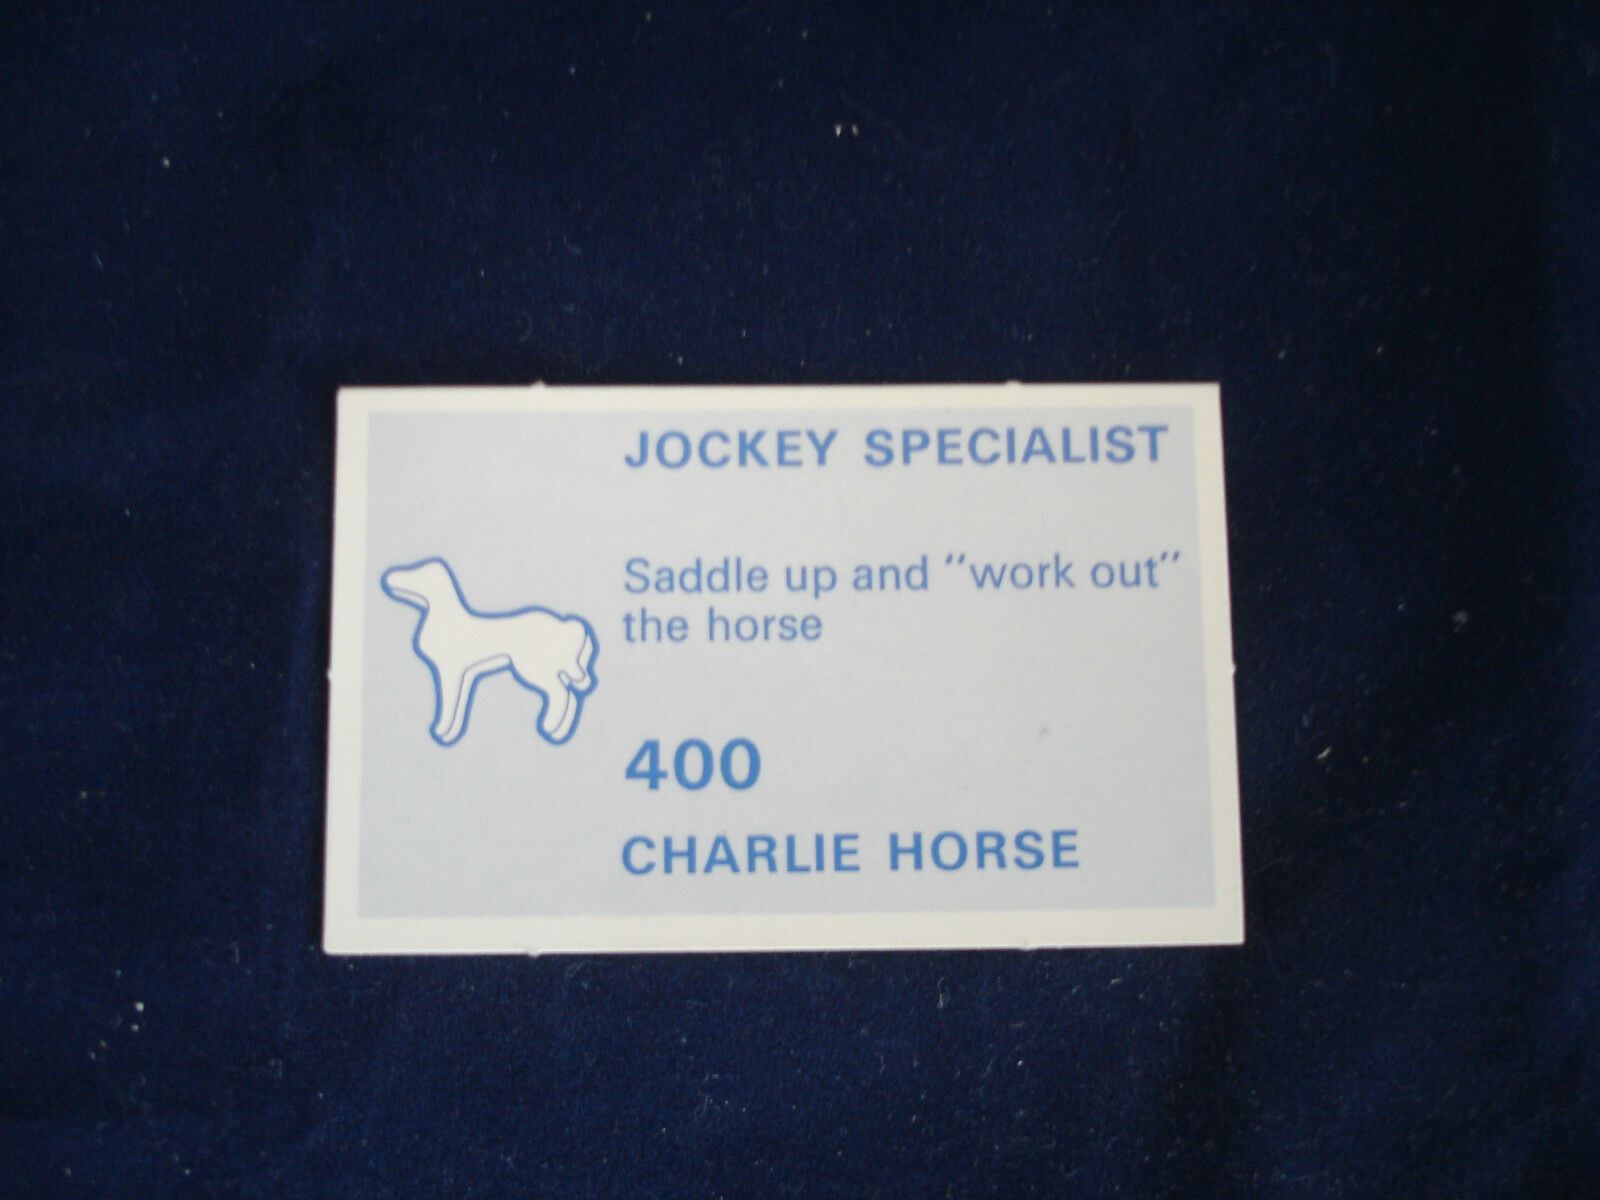 JOCKEY SPECIALIST
Saddle up and "work out"
the horse
400
CHARLIE HORSE